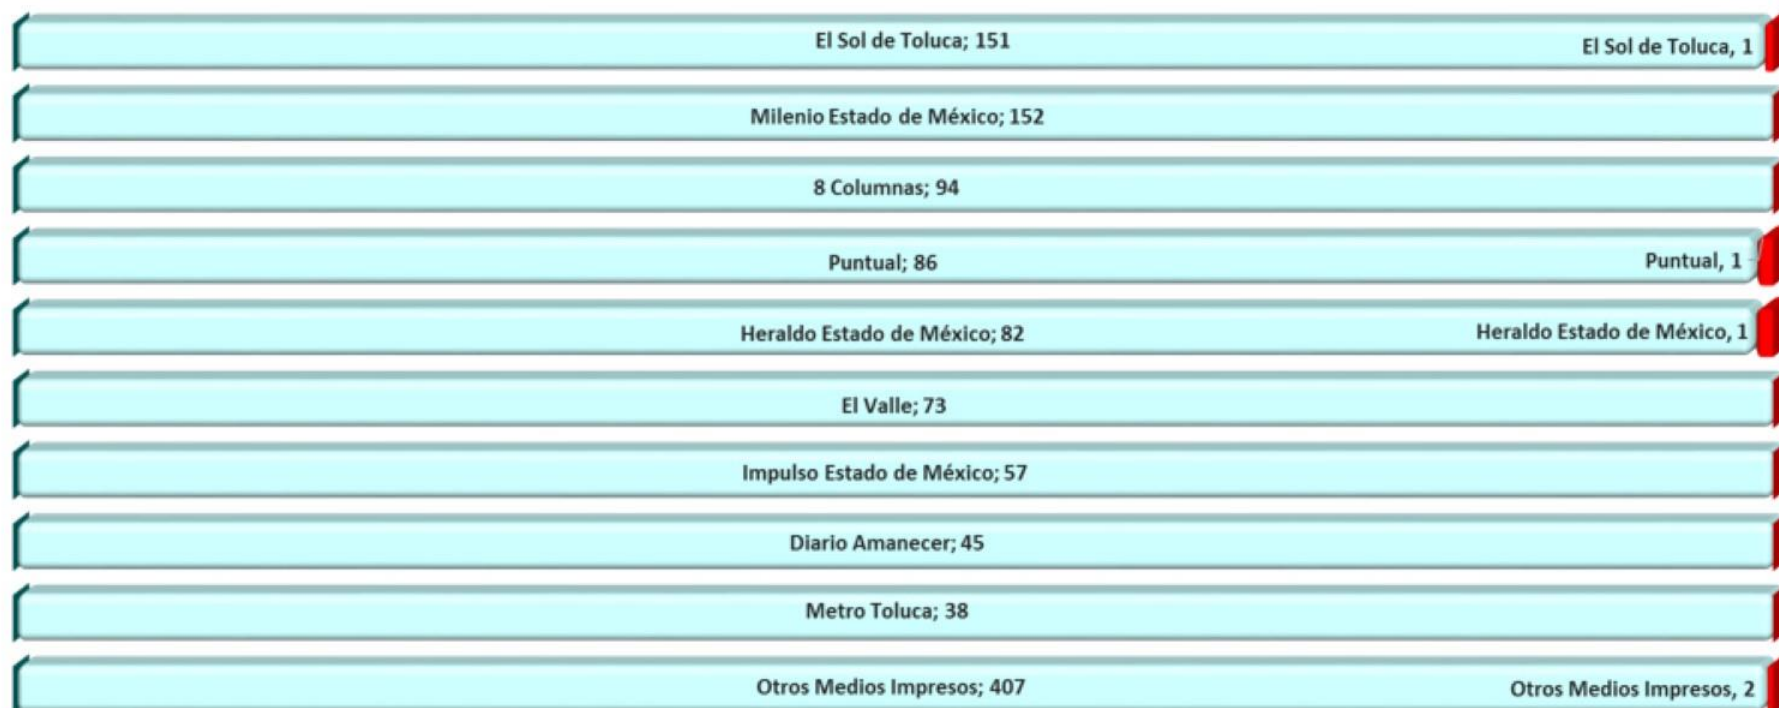 El Sol de Toluca; 151 El Sol de Toluca, 1
Milenio Estado de México; 152
8 Columnas; 94
Puntual; 86 Puntual, 1
Heraldo Estado de México; 82 Heraldo Estado de México, 1
El Valle; 73
Impulso Estado de México; 57
Diario Amanecer; 45
Metro Toluca; 38
Otros Medios Impresos; 407 Otros Medios Impresos, 2